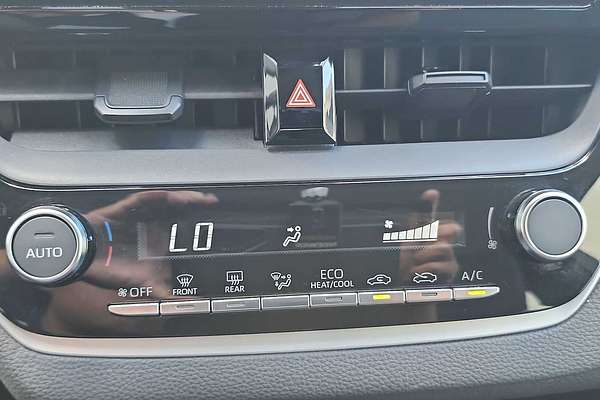 LO
AUTO
OFF
FRONT
REAR
ECO
HEAT/COOL
A/C